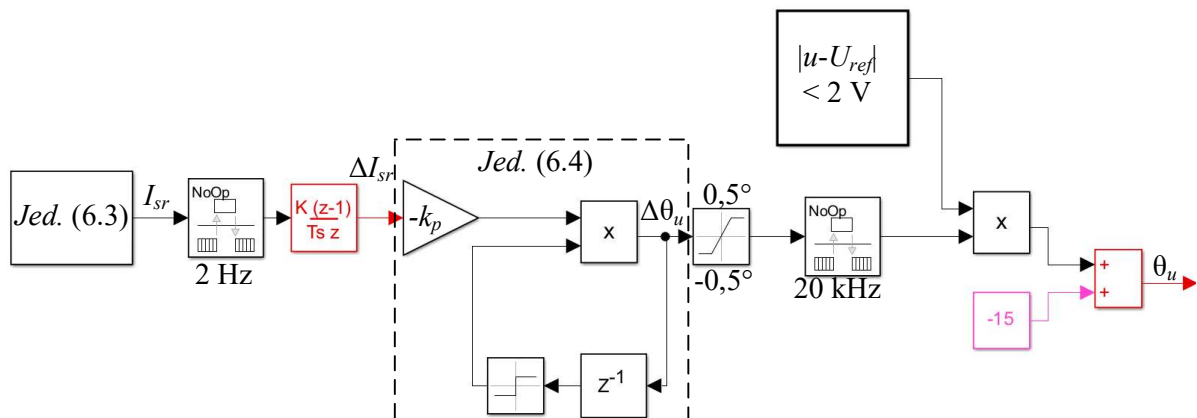 |u-U_ref|
< 2 V
Jed. (6.3)
I_sr
NoOp
2 Hz
K (z-1)
Ts z
ΔI_sr
Jed. (6.4)
-k_p
x
Δθ_u
0,5°
-0,5°
NoOp
20 kHz
x
+
+
θ_u
-15
z⁻¹